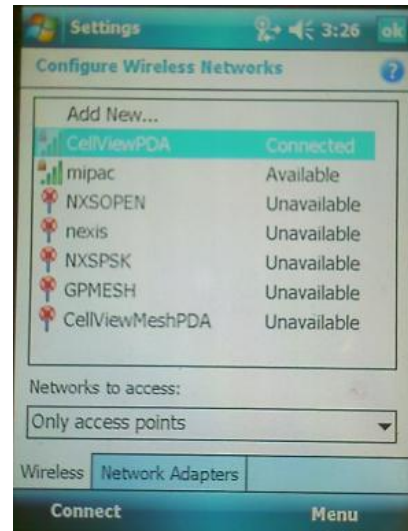 Settings 3:26 ok
Configure Wireless Networks ?
Add New...
CellViewPDA Connected
mipac Available
NXSOPEN Unavailable
nexis Unavailable
NXSPSK Unavailable
GPMESH Unavailable
CellViewMeshPDA Unavailable
Networks to access:
Only access points
Wireless Network Adapters
Connect Menu